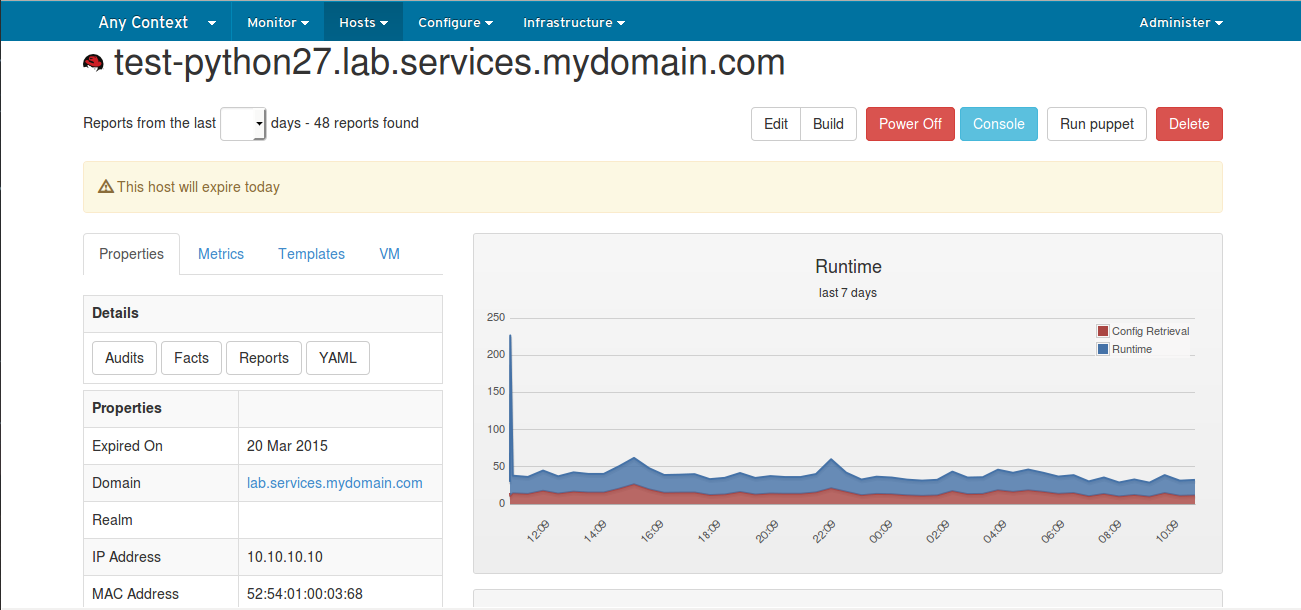 Any Context Monitor Hosts Configure Infrastructure Administer
test-python27.lab.services.mydomain.com
Reports from the last days - 48 reports found
Edit Build Power Off Console Run puppet Delete
This host will expire today
Properties Metrics Templates VM
Details
Audits Facts Reports YAML
Properties
Expired On 20 Mar 2015
Domain lab.services.mydomain.com
Realm
IP Address 10.10.10.10
MAC Address 52:54:01:00:03:68
Runtime
last 7 days
250
200
150
100
50
0
Config Retrieval
Runtime
12:09 14:09 16:09 18:09 20:09 22:09 00:09 02:09 04:09 06:09 08:09 10:09